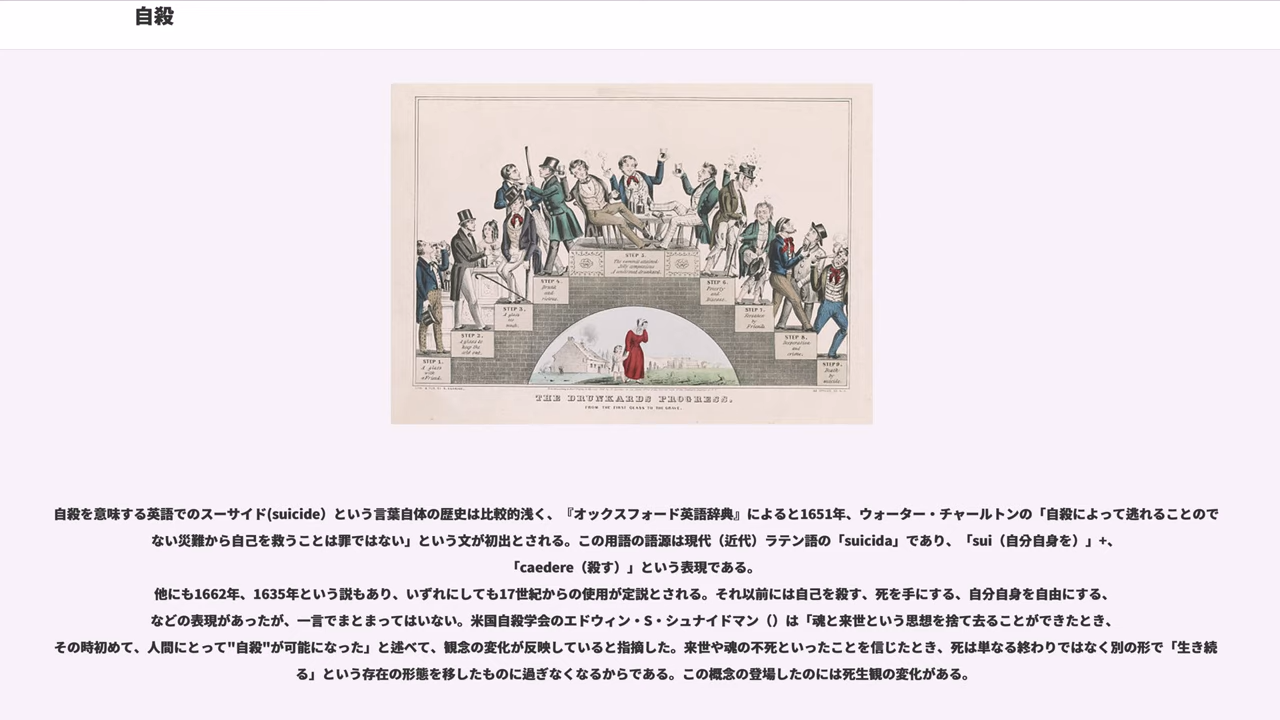 自殺
STEP 5.
STEP 4.
STEP 6.
STEP 3.
A glass
too
much.
STEP 7.
STEP 2.
A glass to
keep the
cold out.
STEP 8.
Desperation
and
crime.
STEP 1.
A glass
with
a Friend.
STEP 9.
Death
by
suicide.
THE DRUNKARDS PROGRESS.
FROM THE FIRST GLASS TO THE GRAVE.
自殺を意味する英語でのスーサイド(suicide）という言葉自体の歴史は比較的浅く、『オックスフォード英語辞典』によると1651年、ウォーター・チャールトンの「自殺によって逃れることので
ない災難から自己を救うことは罪ではない」という文が初出とされる。この用語の語源は現代（近代）ラテン語の「suicida」であり、「sui（自分自身を）」+、
「caedere（殺す）」という表現である。
他にも1662年、1635年という説もあり、いずれにしても17世紀からの使用が定説とされる。それ以前には自己を殺す、死を手にする、自分自身を自由にする、
などの表現があったが、一言でまとまってはいない。米国自殺学会のエドウィン・S・シュナイドマン（）は「魂と来世という思想を捨て去ることができたとき、
その時初めて、人間にとって"自殺"が可能になった」と述べて、観念の変化が反映していると指摘した。来世や魂の不死といったことを信じたとき、死は単なる終わりではなく別の形で「生き続
る」という存在の形態を移したものに過ぎなくなるからである。この概念の登場したのには死生観の変化がある。